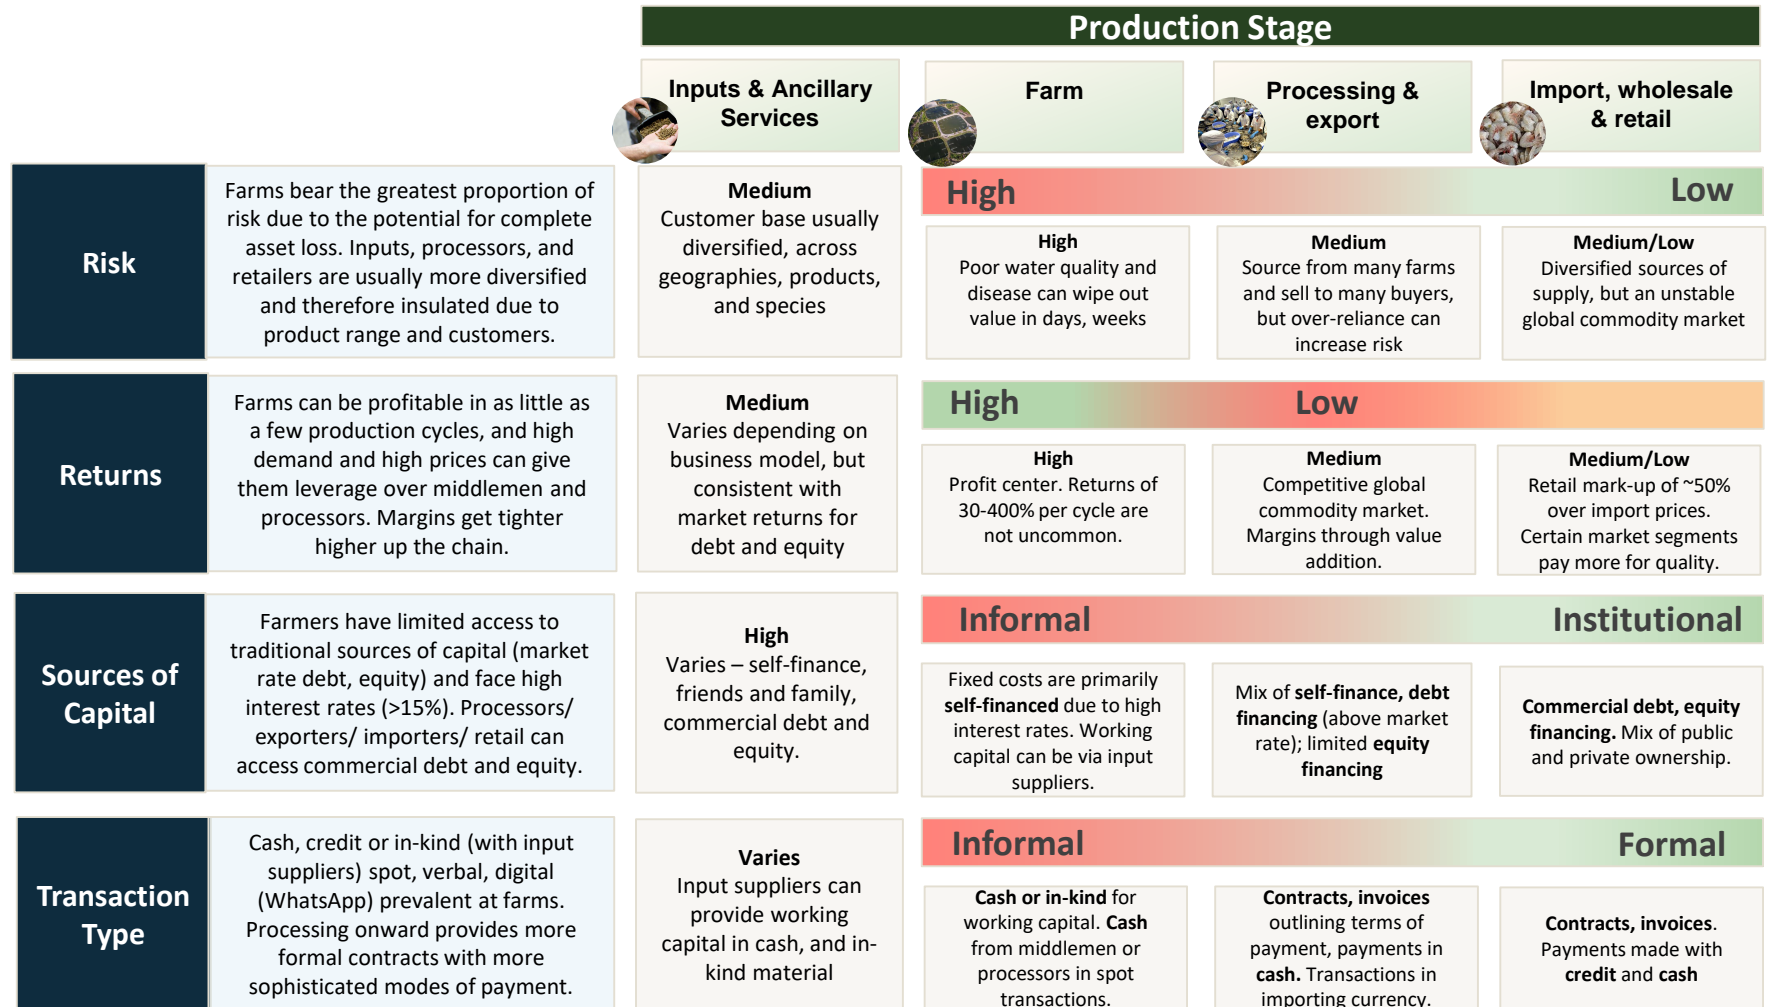 Production Stage
Inputs & Ancillary
Services
Farm
Processing &
export
Import, wholesale
& retail
Risk
Farms bear the greatest proportion of
risk due to the potential for complete
asset loss. Inputs, processors, and
retailers are usually more diversified
and therefore insulated due to
product range and customers.
Medium
Customer base usually
diversified, across
geographies, products,
and species
High
Low
High
Poor water quality and
disease can wipe out
value in days, weeks
Medium
Source from many farms
and sell to many buyers,
but over-reliance can
increase risk
Medium/Low
Diversified sources of
supply, but an unstable
global commodity market
Returns
Farms can be profitable in as little as
a few production cycles, and high
demand and high prices can give
them leverage over middlemen and
processors. Margins get tighter
higher up the chain.
Medium
Varies depending on
business model, but
consistent with
market returns for
debt and equity
High
Low
High
Profit center. Returns of
30-400% per cycle are
not uncommon.
Medium
Competitive global
commodity market.
Margins through value
addition.
Medium/Low
Retail mark-up of ~50%
over import prices.
Certain market segments
pay more for quality.
Sources of
Capital
Farmers have limited access to
traditional sources of capital (market
rate debt, equity) and face high
interest rates (>15%). Processors/
exporters/ importers/ retail can
access commercial debt and equity.
High
Varies – self-finance,
friends and family,
commercial debt and
equity.
Informal
Institutional
Fixed costs are primarily
self-financed due to high
interest rates. Working
capital can be via input
suppliers.
Mix of self-finance, debt
financing (above market
rate); limited equity
financing
Commercial debt, equity
financing. Mix of public
and private ownership.
Transaction
Type
Cash, credit or in-kind (with input
suppliers) spot, verbal, digital
(WhatsApp) prevalent at farms.
Processing onward provides more
formal contracts with more
sophisticated modes of payment.
Varies
Input suppliers can
provide working
capital in cash, and in-
kind material
Informal
Formal
Cash or in-kind for
working capital. Cash
from middlemen or
processors in spot
transactions.
Contracts, invoices
outlining terms of
payment, payments in
cash. Transactions in
importing currency.
Contracts, invoices.
Payments made with
credit and cash